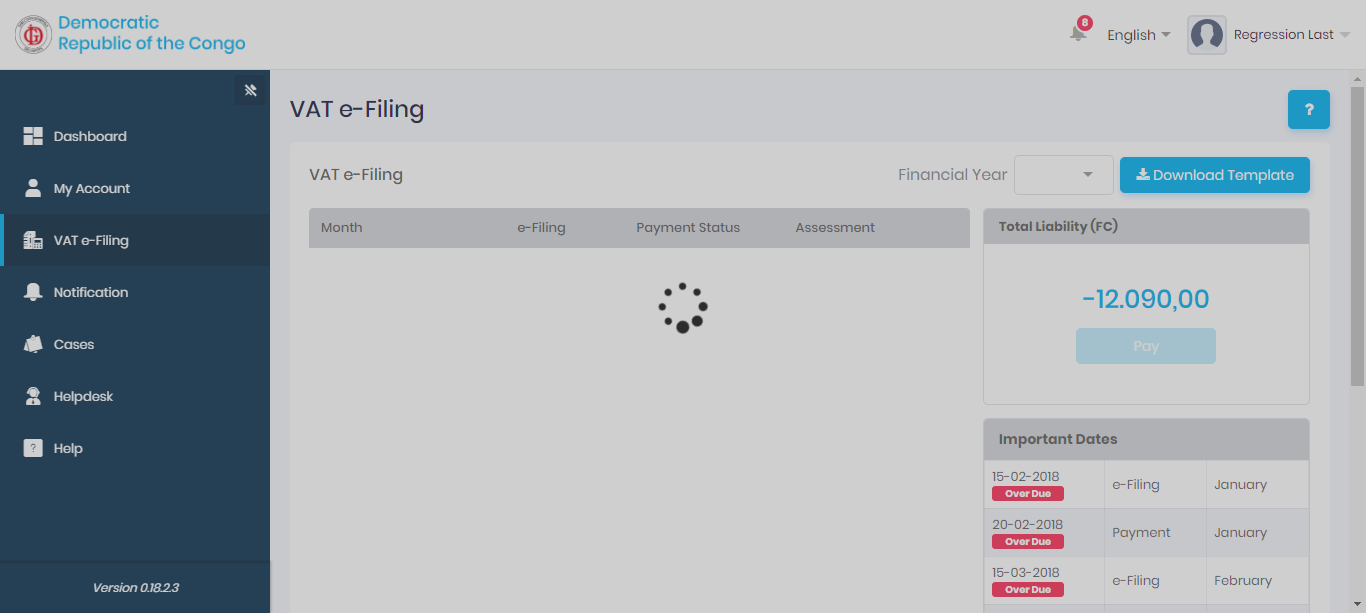 Democratic
Republic of the Congo
8
English
Regression Last
Dashboard
My Account
VAT e-Filing
Notification
Cases
Helpdesk
? Help
Version 0.18.2.3
VAT e-Filing
?
VAT e-Filing
Financial Year
Download Template
Month e-Filing Payment Status Assessment
Total Liability (FC)
-12.090,00
Pay
Important Dates
15-02-2018
Over Due
e-Filing
January
20-02-2018
Over Due
Payment
January
15-03-2018
Over Due
e-Filing
February